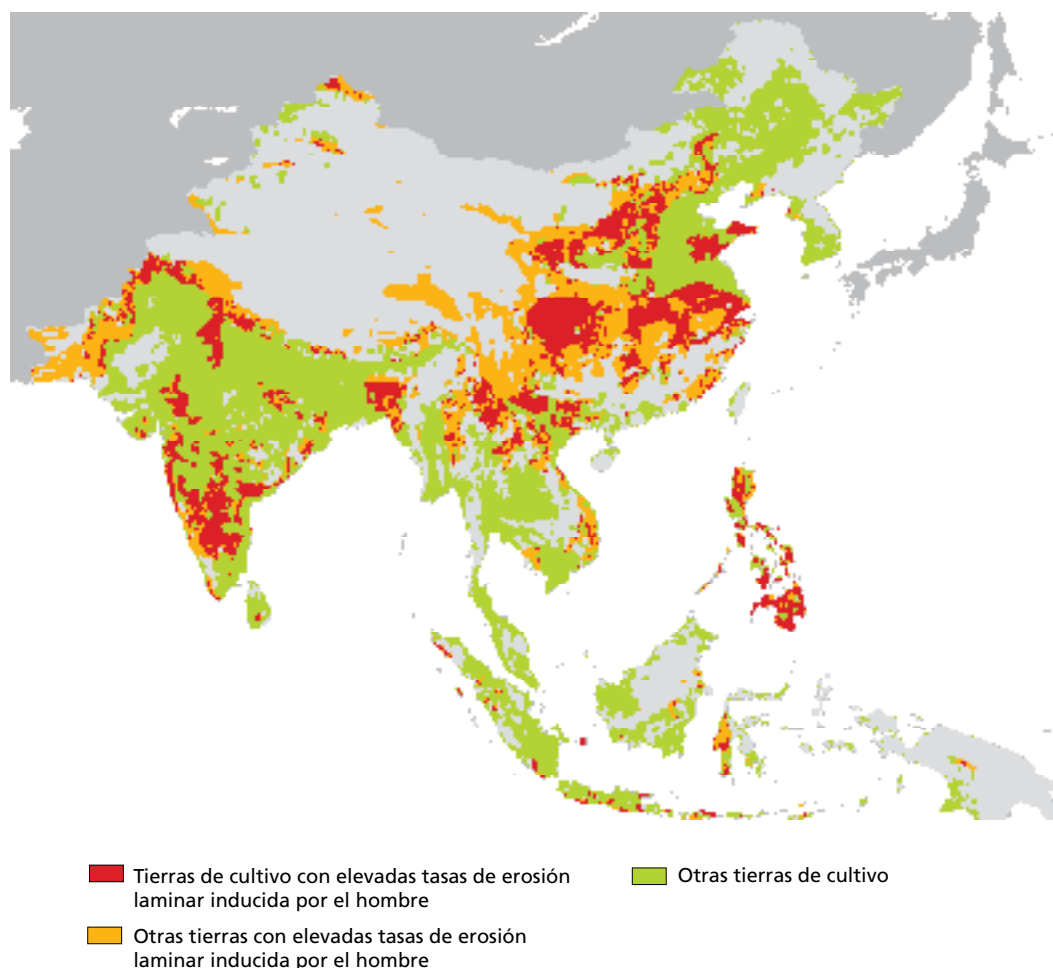 Tierras de cultivo con elevadas tasas de erosión
laminar inducida por el hombre
Otras tierras de cultivo
Otras tierras con elevadas tasas de erosión
laminar inducida por el hombre